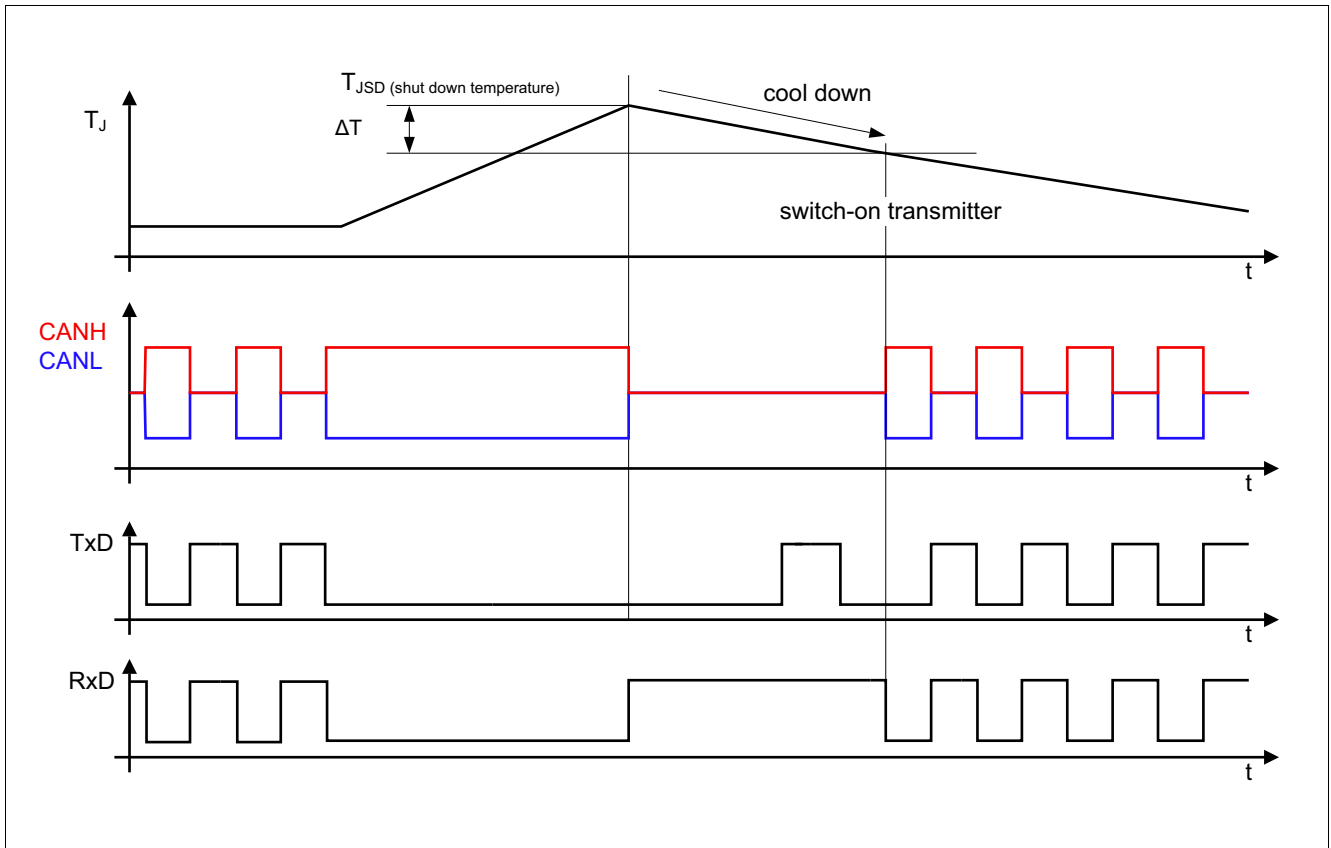 T_JSD (shut down temperature)
cool down
T_J
ΔT
switch-on transmitter
t
CANH
CANL
t
TxD
t
RxD
t